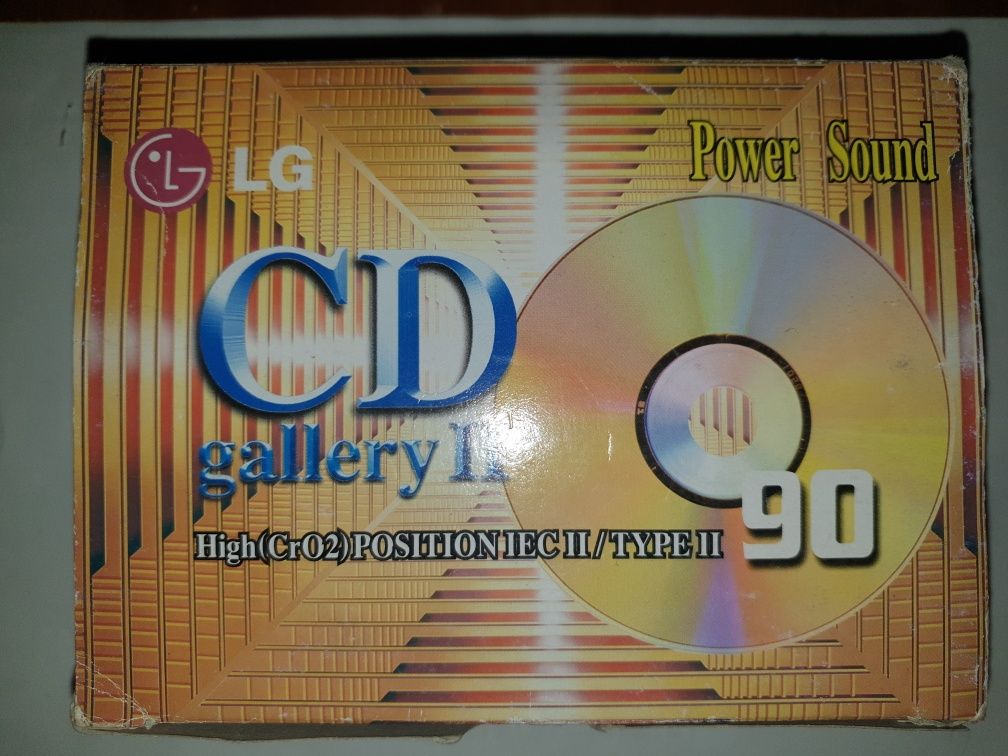 LG
Power Sound
CD
gallery II
High(CrO2)POSITION IEC II/TYPE II
90